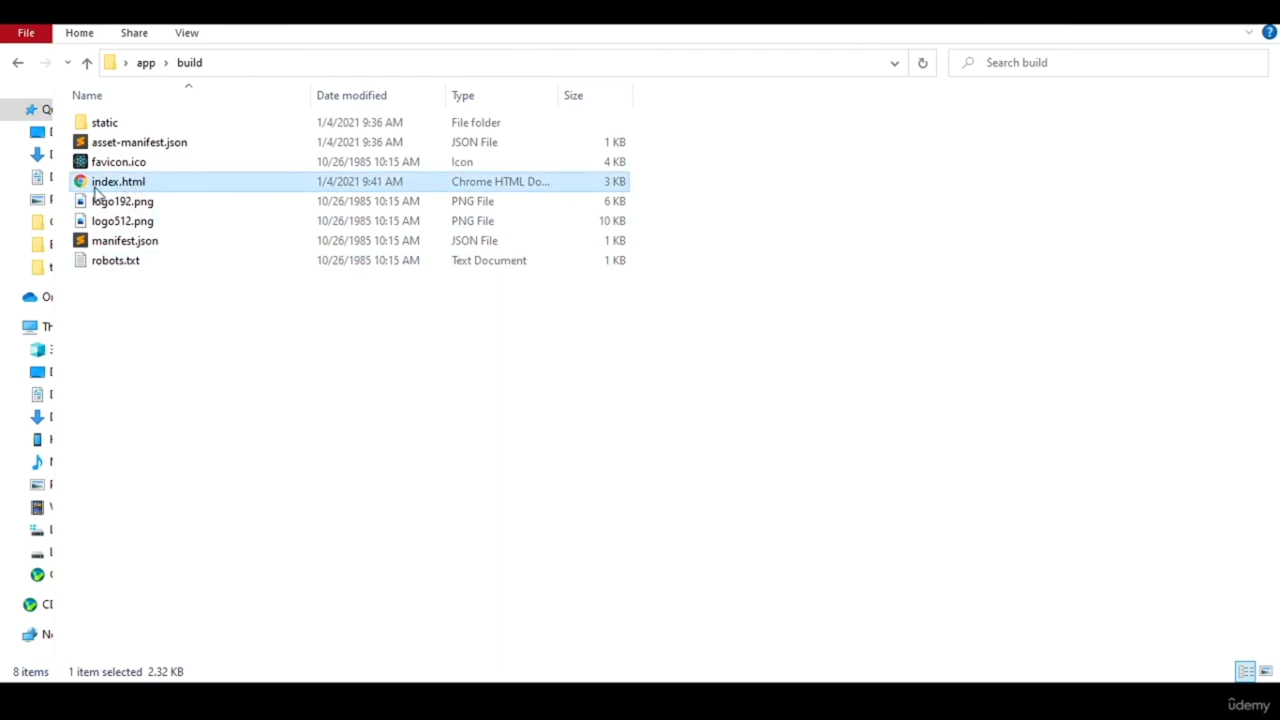 File Home Share View
app › build Search build
Name Date modified Type Size
static 1/4/2021 9:36 AM File folder
asset-manifest.json 1/4/2021 9:36 AM JSON File 1 KB
favicon.ico 10/26/1985 10:15 AM Icon 4 KB
index.html 1/4/2021 9:41 AM Chrome HTML Do... 3 KB
logo192.png 10/26/1985 10:15 AM PNG File 6 KB
logo512.png 10/26/1985 10:15 AM PNG File 10 KB
manifest.json 10/26/1985 10:15 AM JSON File 1 KB
robots.txt 10/26/1985 10:15 AM Text Document 1 KB
8 items 1 item selected 2.32 KB
ûdemy